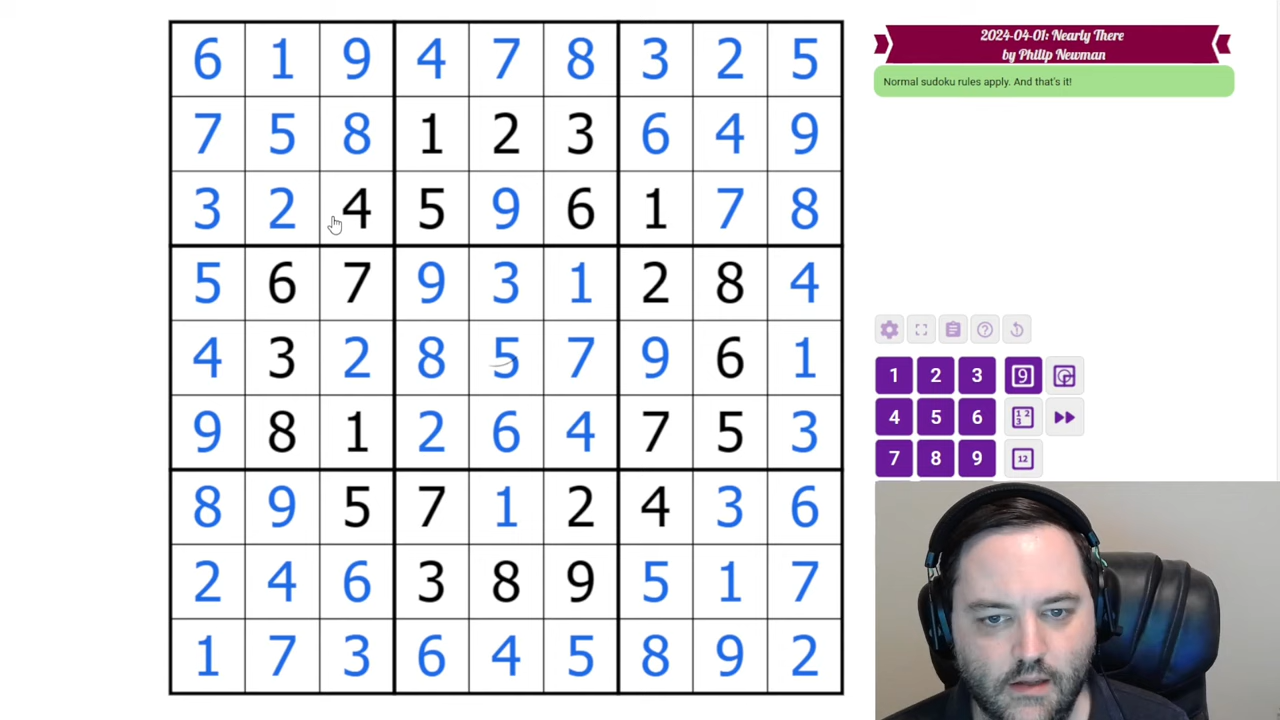 6 1 9 4 7 8 3 2 5
7 5 8 1 2 3 6 4 9
3 2 4 5 9 6 1 7 8
5 6 7 9 3 1 2 8 4
4 3 2 8 5 7 9 6 1
9 8 1 2 6 4 7 5 3
8 9 5 7 1 2 4 3 6
2 4 6 3 8 9 5 1 7
1 7 3 6 4 5 8 9 2
2024-04-01: Nearly There
by Philip Newman
Normal sudoku rules apply. And that's it!
1 2 3 9
4 5 6 1 2 3
7 8 9 12